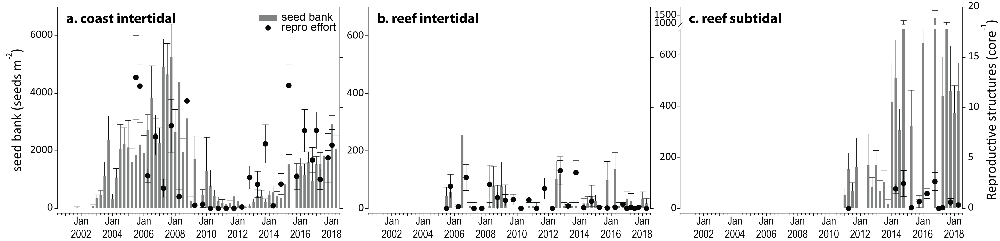 a. coast intertidal
seed bank
repro effort
seed bank (seeds m-2)
6000
4000
2000
0
Jan Jan Jan Jan Jan Jan Jan Jan Jan
2002 2004 2006 2008 2010 2012 2014 2016 2018
b. reef intertidal
600
400
200
0
Jan Jan Jan Jan Jan Jan Jan Jan Jan
2002 2004 2006 2008 2010 2012 2014 2016 2018
c. reef subtidal
1500
1000
600
400
200
0
Jan Jan Jan Jan Jan Jan Jan Jan Jan
2002 2004 2006 2008 2010 2012 2014 2016 2018
20
15
10
5
0
Reproductive structures (core-1)